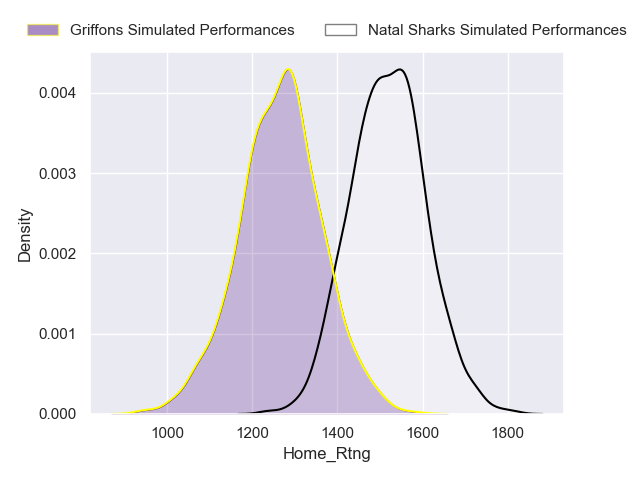 Griffons Simulated Performances
Natal Sharks Simulated Performances
0.004
0.003
0.002
0.001
0.000
Density
1000 1200 1400 1600 1800
Home_Rtng